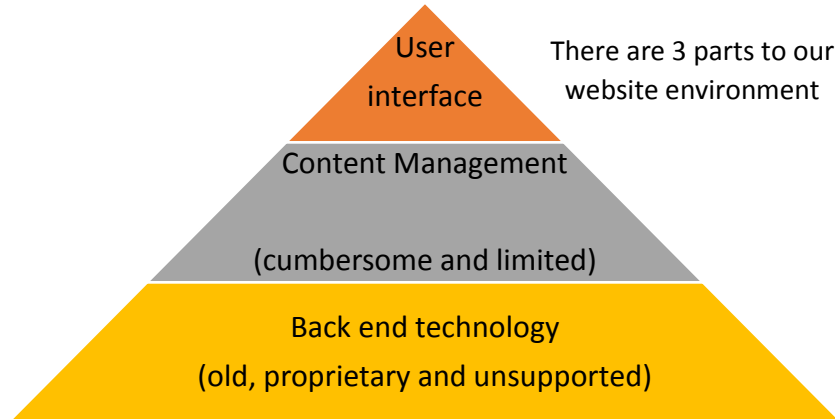 User
interface
There are 3 parts to our
website environment
Content Management
(cumbersome and limited)
Back end technology
(old, proprietary and unsupported)